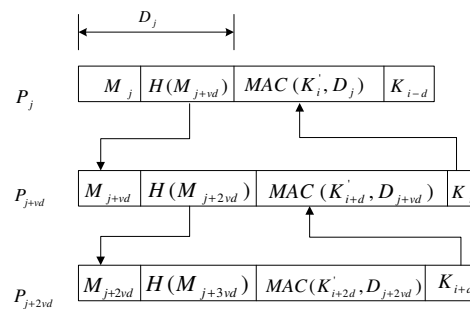 D_j
P_j M_j H(M_{j+vd}) MAC(K'_i, D_j) K_{i-d}
P_{j+vd} M_{j+vd} H(M_{j+2vd}) MAC(K'_{i+d}, D_{j+vd}) K
P_{j+2vd} M_{j+2vd} H(M_{j+3vd}) MAC(K'_{i+2d}, D_{j+2vd}) K_{i+d}